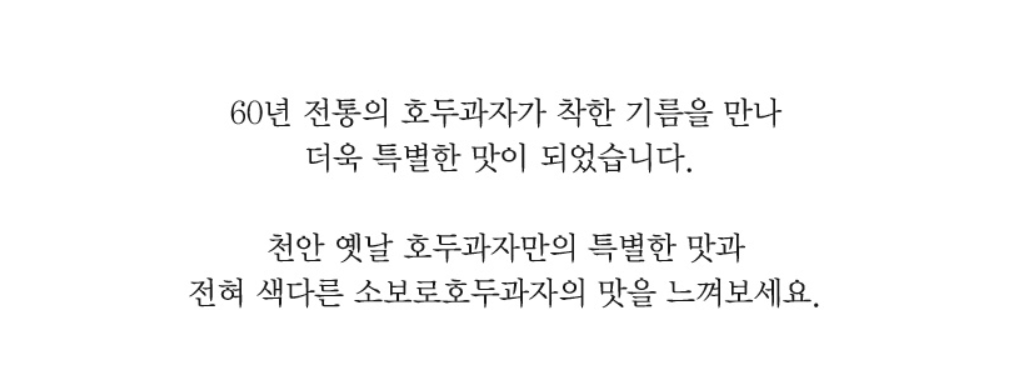 60년 전통의 호두과자가 착한 기름을 만나
더욱 특별한 맛이 되었습니다.
천안 옛날 호두과자만의 특별한 맛과
전혀 색다른 소보로호두과자의 맛을 느껴보세요.